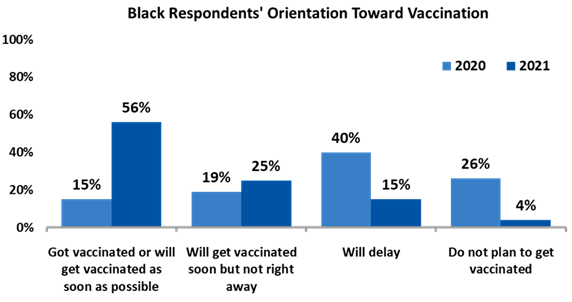 Black Respondents' Orientation Toward Vaccination
100%
80%
60%
40%
20%
0%
2020 2021
15% 56% 19% 25% 40% 15% 26% 4%
Got vaccinated or will
get vaccinated as
soon as possible
Will get vaccinated
soon but not right
away
Will delay
Do not plan to get
vaccinated